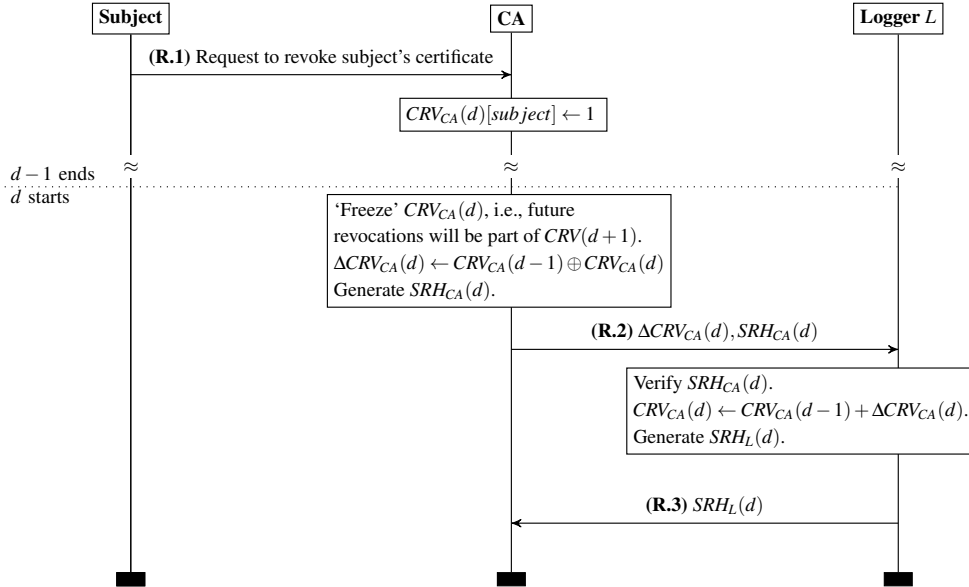 Subject CA Logger L
(R.1) Request to revoke subject's certificate
CRV_CA(d)[subject] ← 1
≈ ≈ ≈
d − 1 ends
d starts
'Freeze' CRV_CA(d), i.e., future
revocations will be part of CRV(d+1).
ΔCRV_CA(d) ← CRV_CA(d−1) ⊕ CRV_CA(d)
Generate SRH_CA(d).
(R.2) ΔCRV_CA(d), SRH_CA(d)
Verify SRH_CA(d).
CRV_CA(d) ← CRV_CA(d−1) + ΔCRV_CA(d).
Generate SRH_L(d).
(R.3) SRH_L(d)